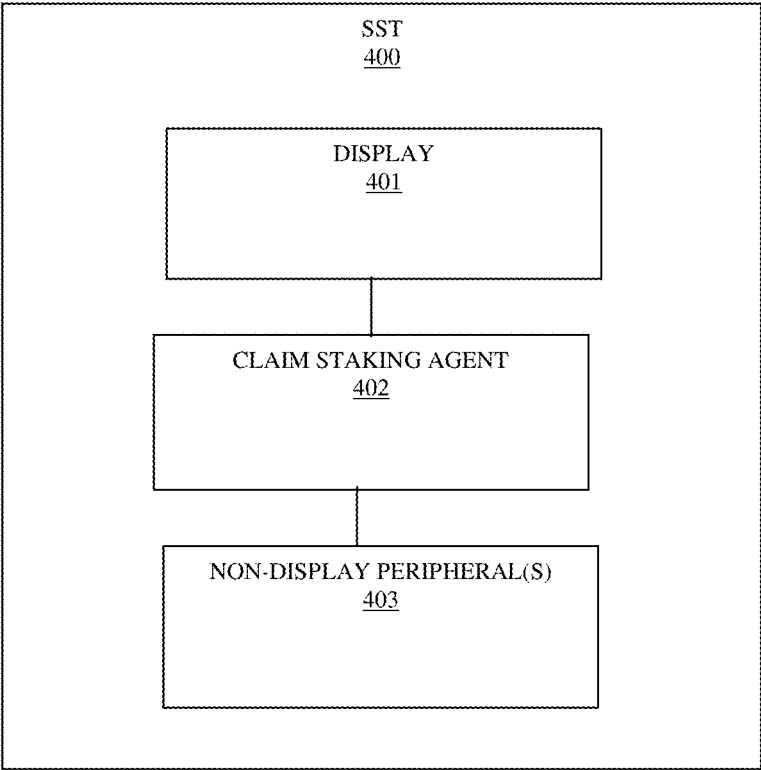 SST
400
DISPLAY
401
CLAIM STAKING AGENT
402
NON-DISPLAY PERIPHERAL(S)
403